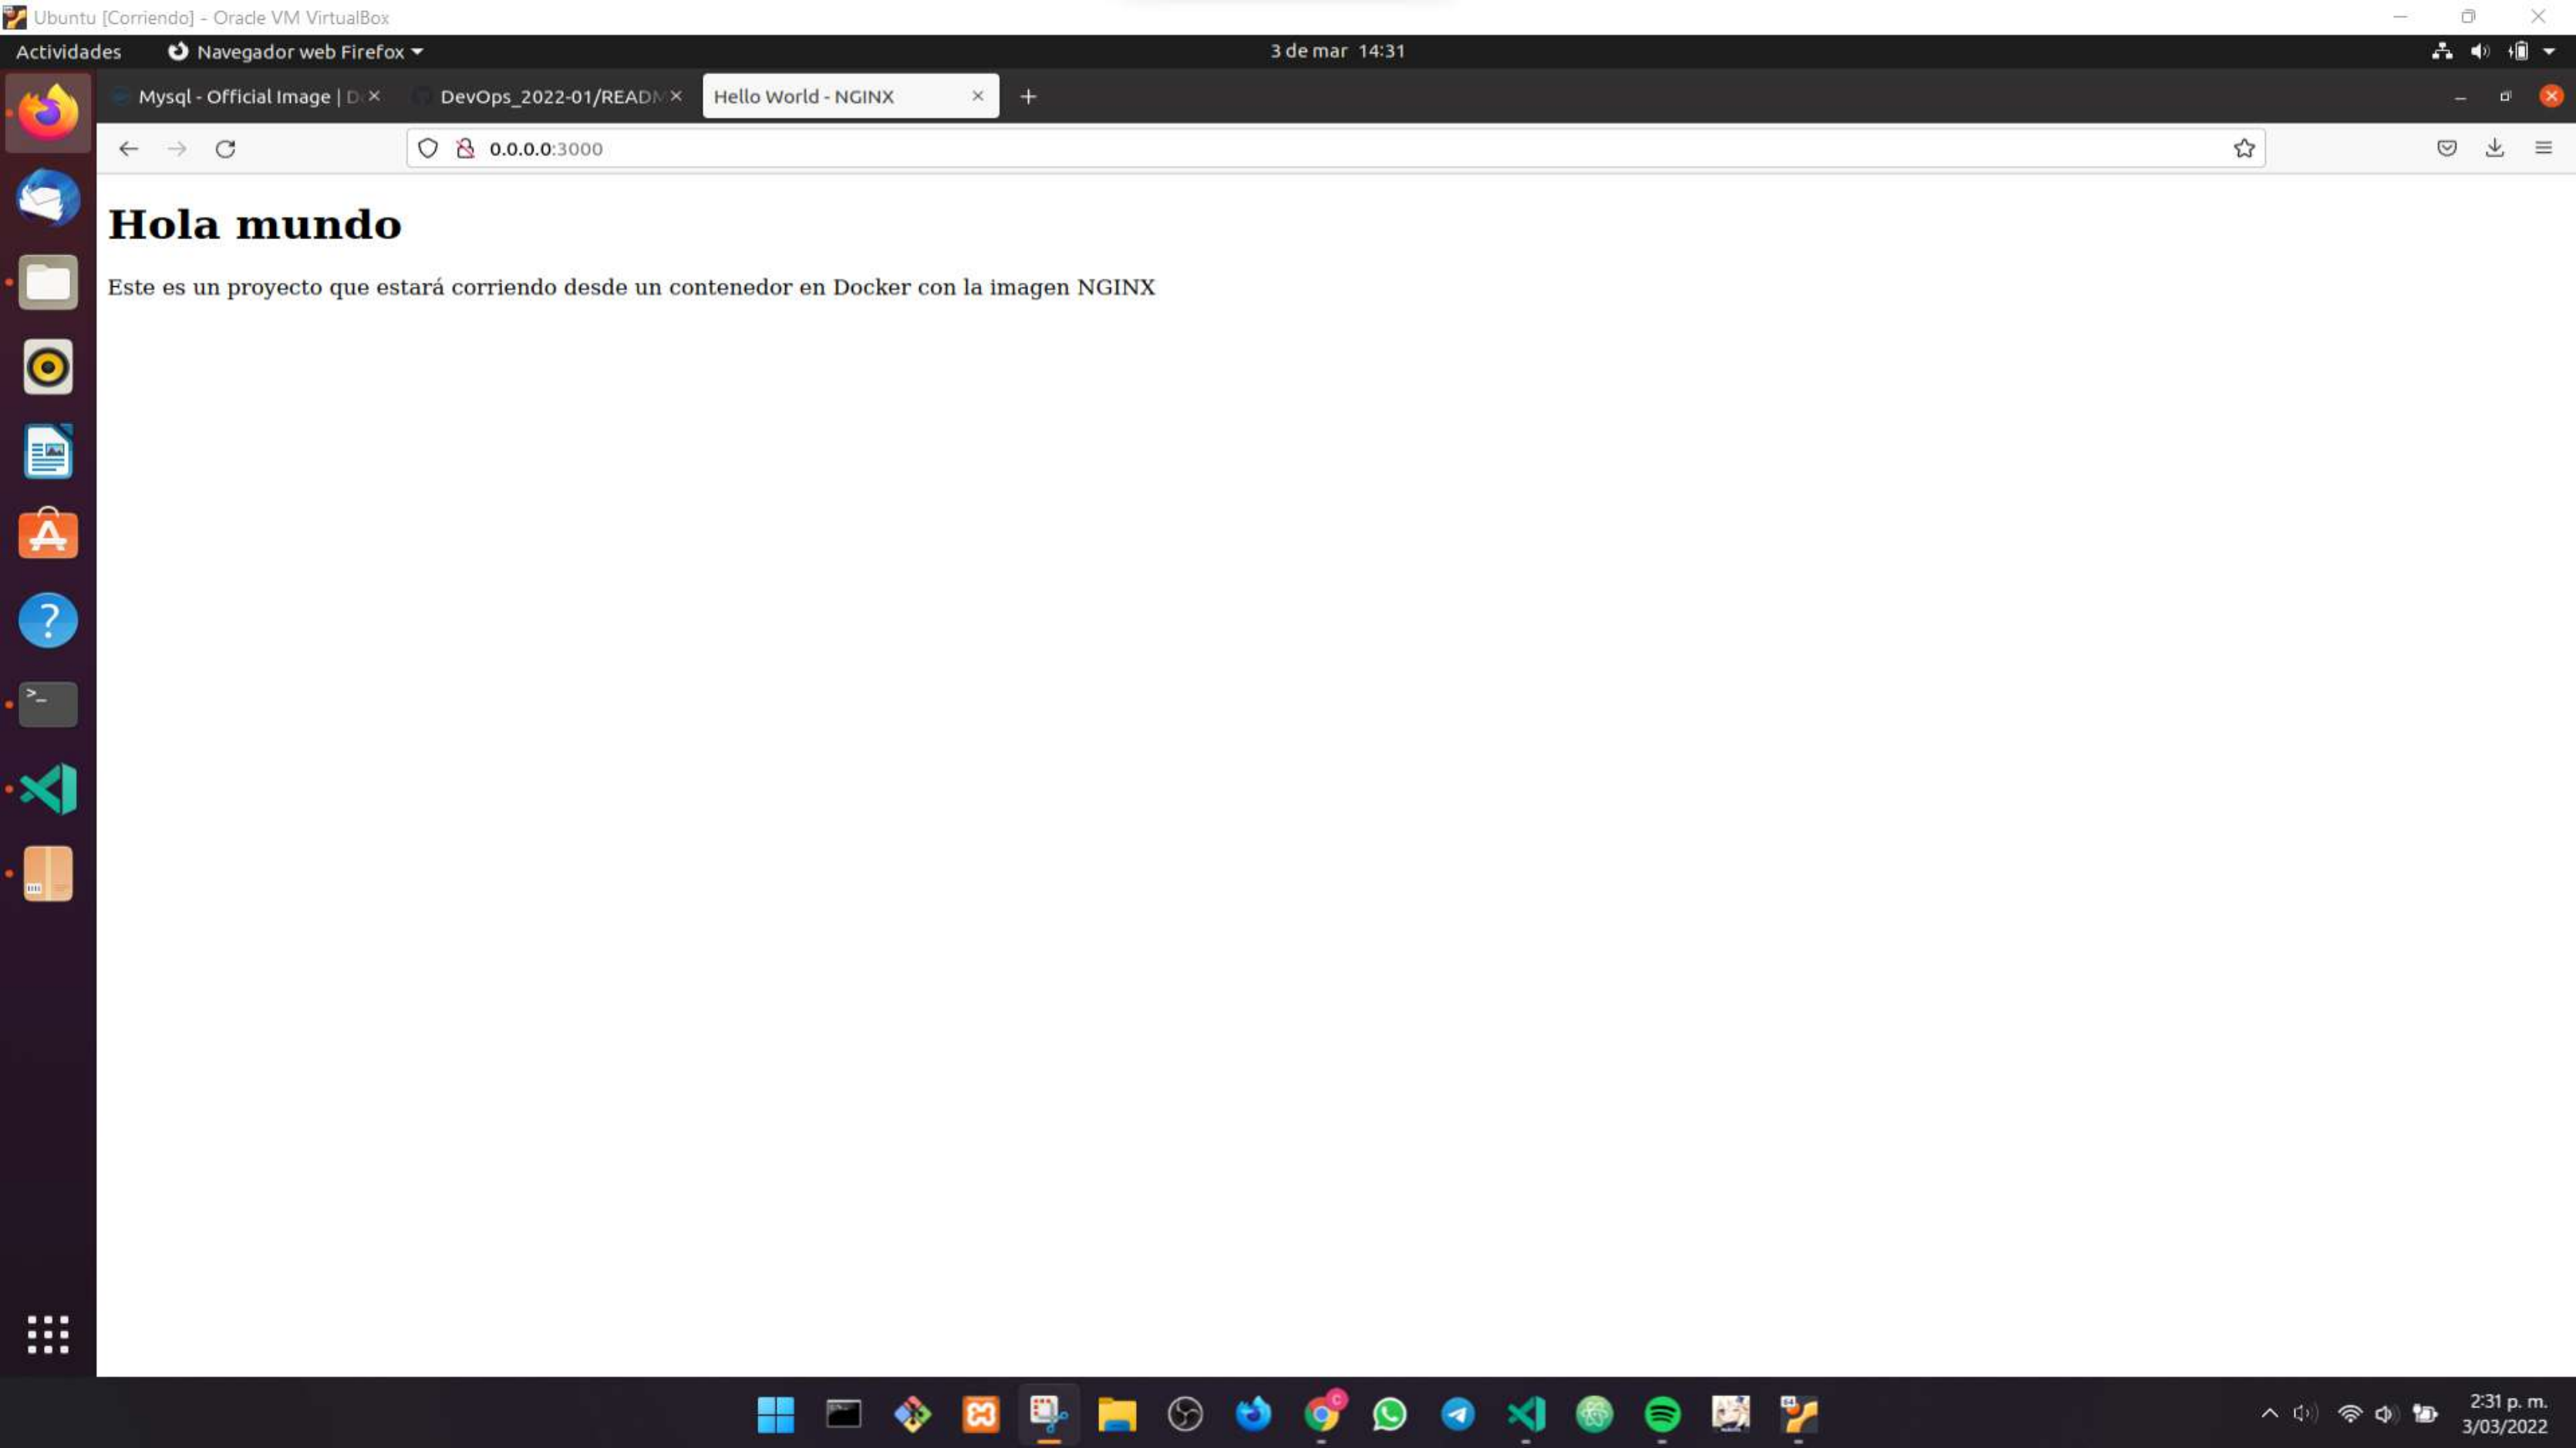 Ubuntu [Corriendo] - Oracle VM VirtualBox
Actividades Navegador web Firefox 3 de mar 14:31
Mysql - Official Image | D DevOps_2022-01/READM Hello World - NGINX
0.0.0.0:3000
Hola mundo
Este es un proyecto que estará corriendo desde un contenedor en Docker con la imagen NGINX
2:31 p. m.
3/03/2022